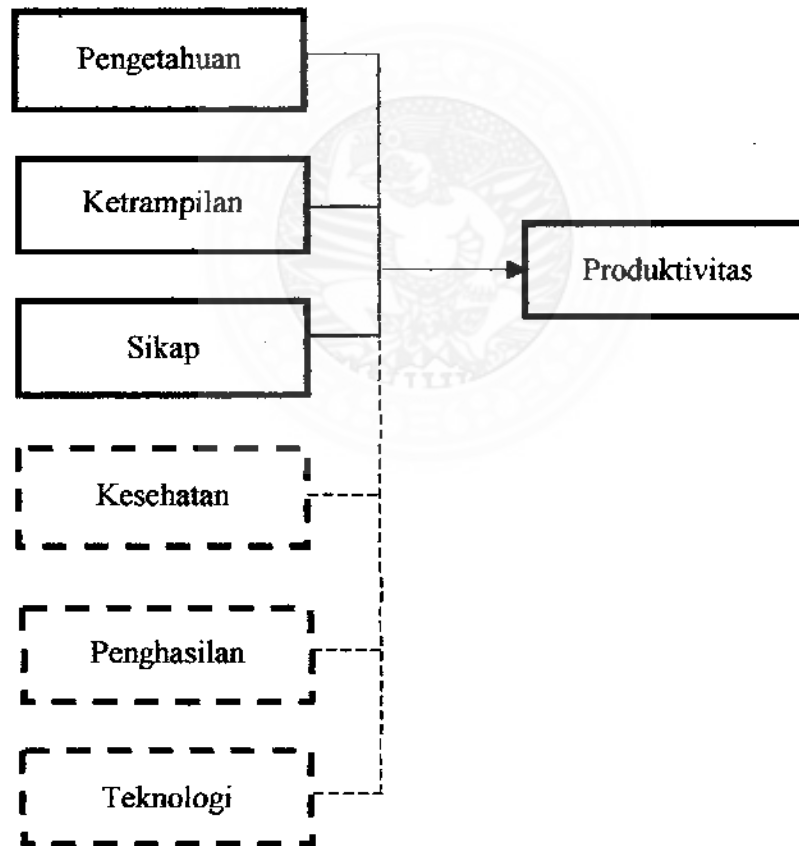 Pengetahuan
Ketrampilan
Sikap
Produktivitas
Kesehatan
Penghasilan
Teknologi